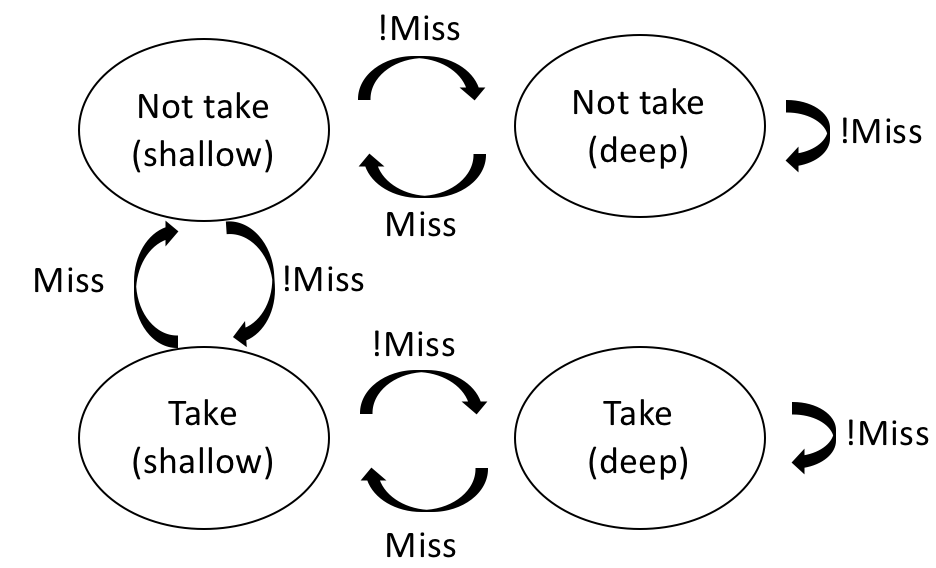 !Miss
Not take
(shallow)
Not take
(deep)
!Miss
Miss
Miss
!Miss
!Miss
Take
(shallow)
Take
(deep)
!Miss
Miss